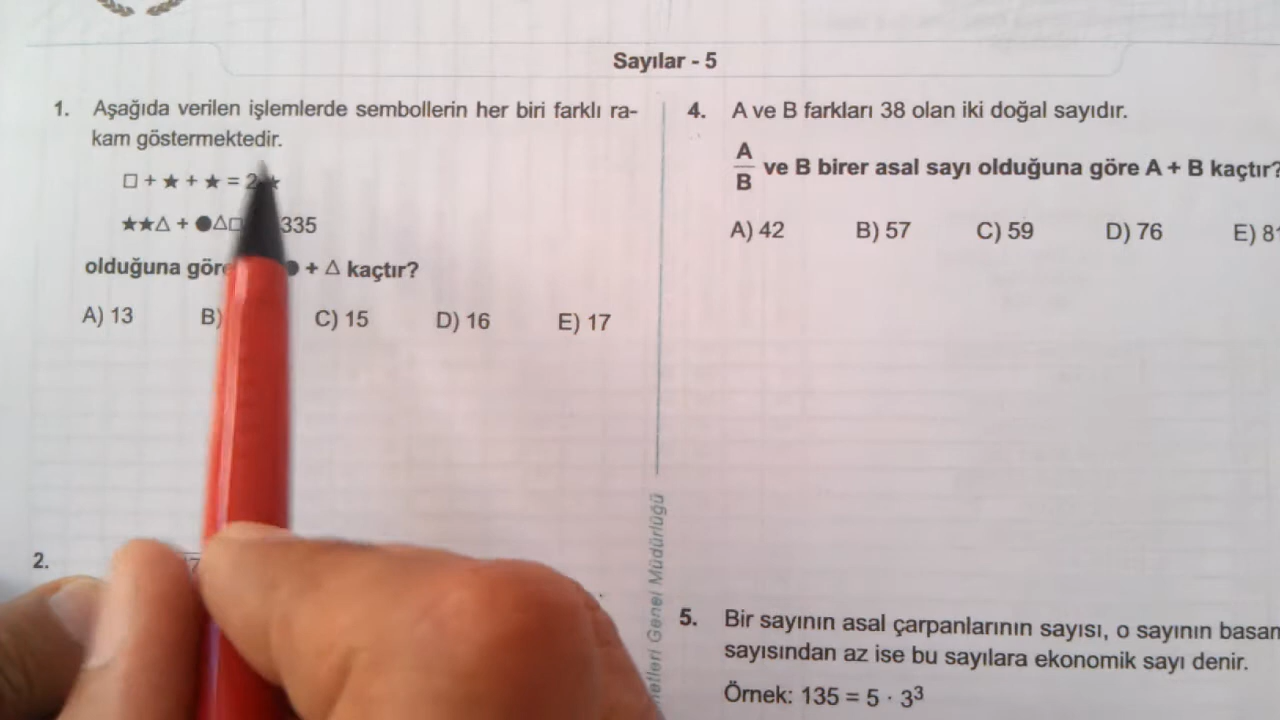 Sayılar - 5
1. Aşağıda verilen işlemlerde sembollerin her biri farklı ra-
kam göstermektedir.
□ + ★ + ★ = 2★
★★△ + ●△□ 335
olduğuna göre ● + △ kaçtır?
A) 13 B) C) 15 D) 16 E) 17
2.
4. A ve B farkları 38 olan iki doğal sayıdır.
A
B
ve B birer asal sayı olduğuna göre A + B kaçtır?
A) 42 B) 57 C) 59 D) 76 E)
Genel Müdürlüğü
5. Bir sayının asal çarpanlarının sayısı, o sayının
sayısından az ise bu sayılara ekonomik sayı denir.
Örnek: 135 = 5 · 3³